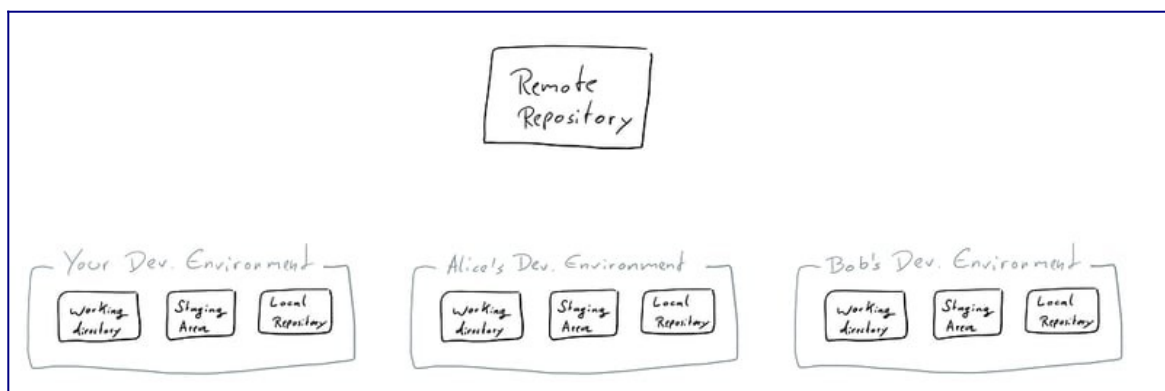 Remote
Repository
Your Dev. Environment
Working
directory
Staging
Area
Local
Repository
Alice's Dev. Environment
Working
directory
Staging
Area
Local
Repository
Bob's Dev. Environment
Working
directory
Staging
Area
Local
Repository